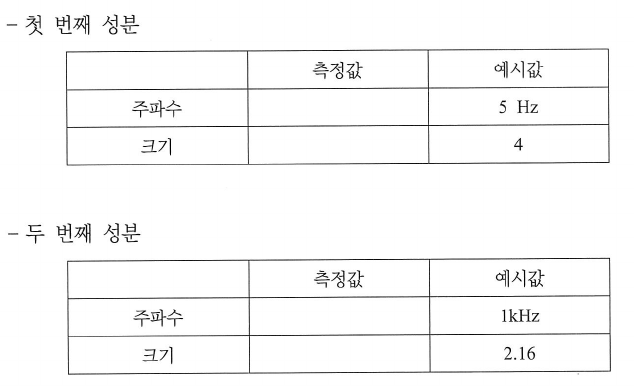 – 첫 번째 성분
측정값 예시값
주파수 5 Hz
크기 4
– 두 번째 성분
측정값 예시값
주파수 1kHz
크기 2.16